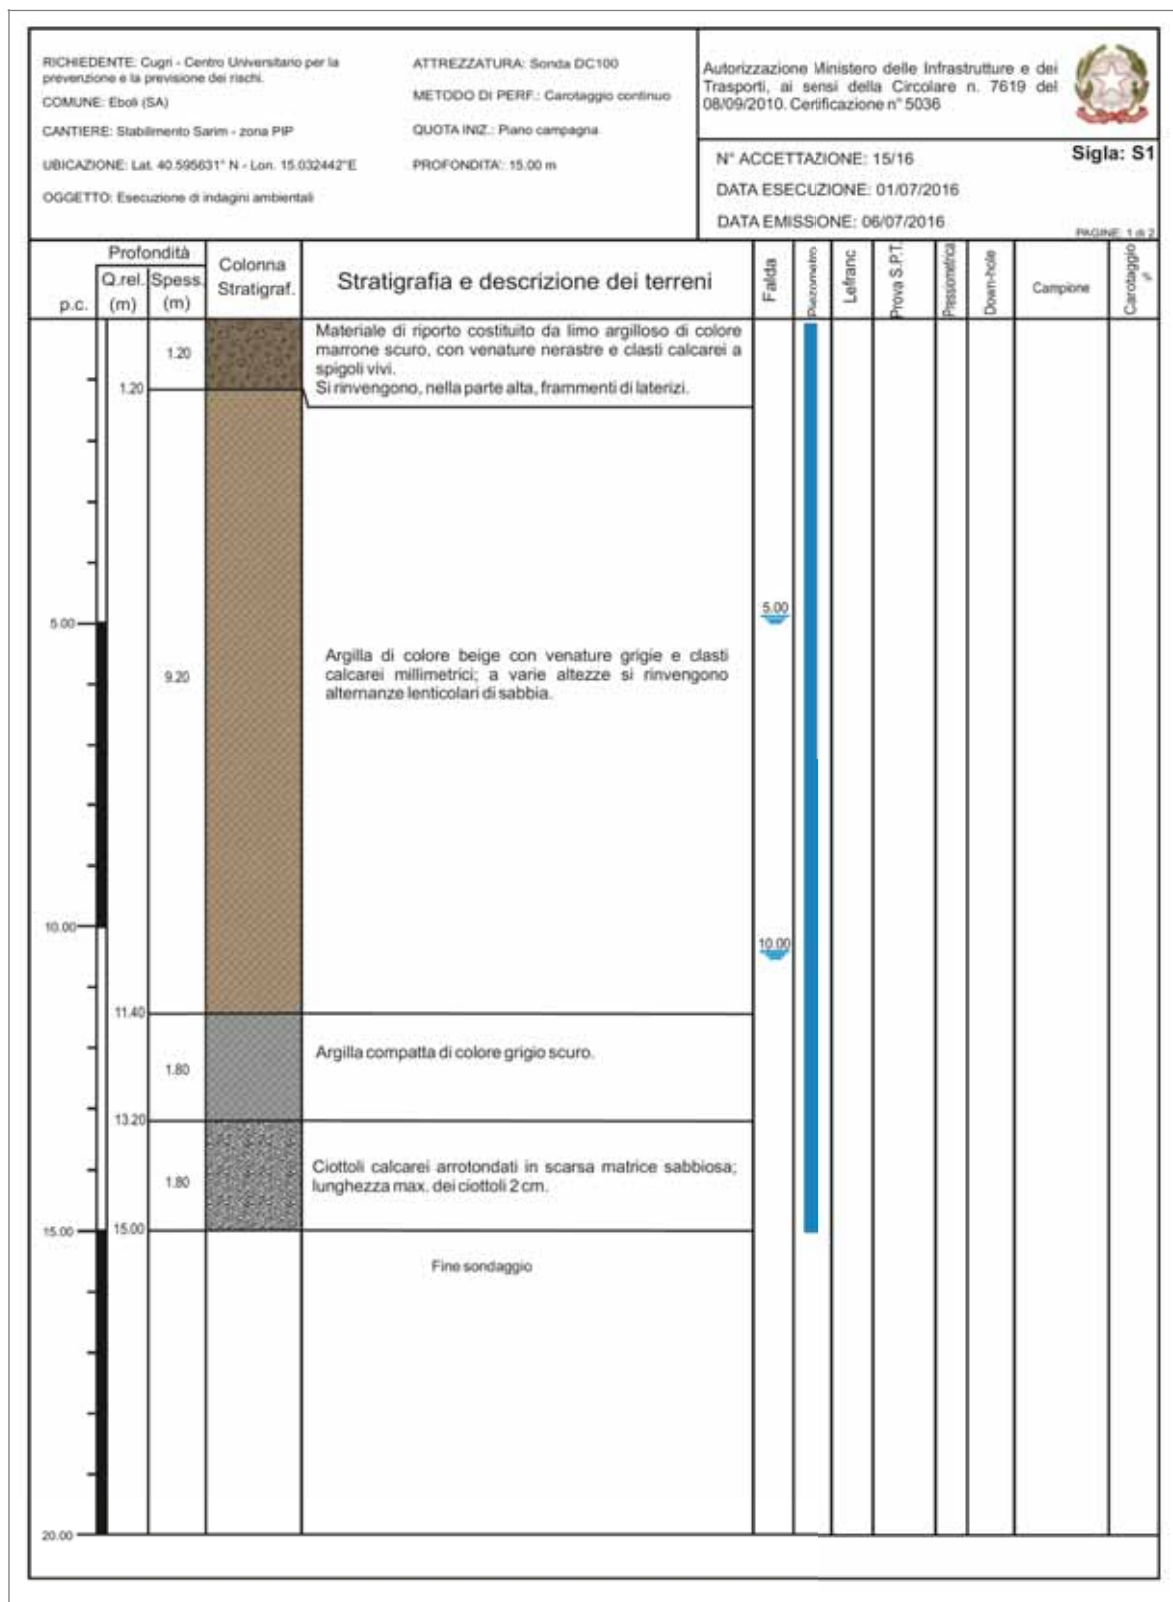 RICHIEDENTE: Cugri - Centro Universitario per la
prevenzione e la previsione dei rischi.
COMUNE: Eboli (SA)
CANTIERE: Stabilimento Sarim - zona PIP
UBICAZIONE: Lat. 40.595631° N - Lon. 15.032442°E
OGGETTO: Esecuzione di indagini ambientali
ATTREZZATURA: Sonda DC100
METODO DI PERF.: Carotaggio continuo
QUOTA INIZ.: Piano campagna
PROFONDITA': 15.00 m
Autorizzazione Ministero delle Infrastrutture e dei
Trasporti, ai sensi della Circolare n. 7619 del
08/09/2010. Certificazione n° 5036
N° ACCETTAZIONE: 15/16
Sigla: S1
DATA ESECUZIONE: 01/07/2016
DATA EMISSIONE: 06/07/2016
PAGINE: 1 di 2
p.c.
Profondità
Q.rel.
(m)
Spess.
(m)
Colonna
Stratigraf.
Stratigrafia e descrizione dei terreni
Falda
Piezometro
Lefranc
Prova S.P.T.
Pressiometrica
Down-hole
Campione
Carotaggio
%
1.20
Materiale di riporto costituito da limo argilloso di colore
marrone scuro, con venature nerastre e clasti calcarei a
spigoli vivi.
Si rinvengono, nella parte alta, frammenti di laterizi.
1.20
5.00
5.00
9.20
Argilla di colore beige con venature grigie e clasti
calcarei millimetrici; a varie altezze si rinvengono
alternanze lenticolari di sabbia.
10.00
10.00
11.40
1.80
Argilla compatta di colore grigio scuro.
13.20
1.80
Ciottoli calcarei arrotondati in scarsa matrice sabbiosa;
lunghezza max. dei ciottoli 2 cm.
15.00
15.00
Fine sondaggio
20.00